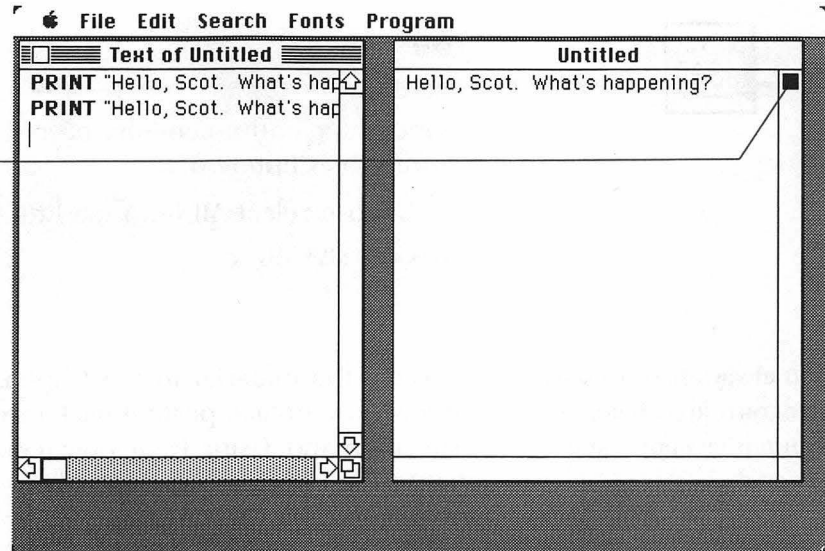 File Edit Search Fonts Program
Text of Untitled
PRINT "Hello, Scot. What's hap
PRINT "Hello, Scot. What's hap
Untitled
Hello, Scot. What's happening?